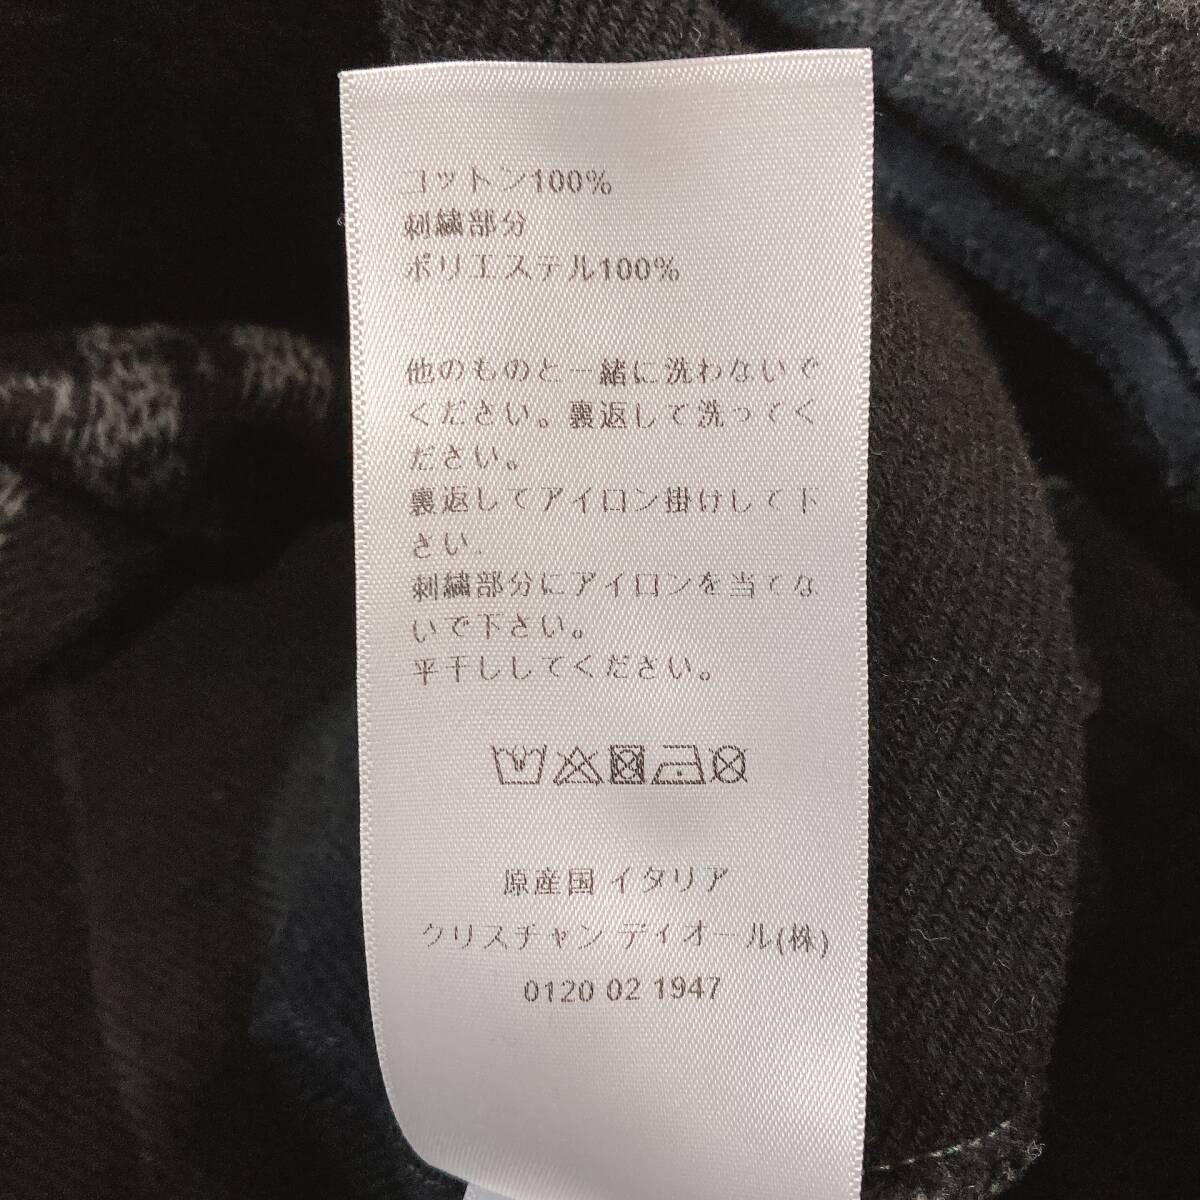 コットン100%
刺繍部分
ポリエステル100%
他のものと一緒に洗わないで
ください。裏返して洗ってく
ださい。
裏返してアイロン掛けして下
さい.
刺繍部分にアイロンを当てな
いで下さい。
平干ししてください。
原産国 イタリア
クリスチャン ディオール(株)
0120 02 1947